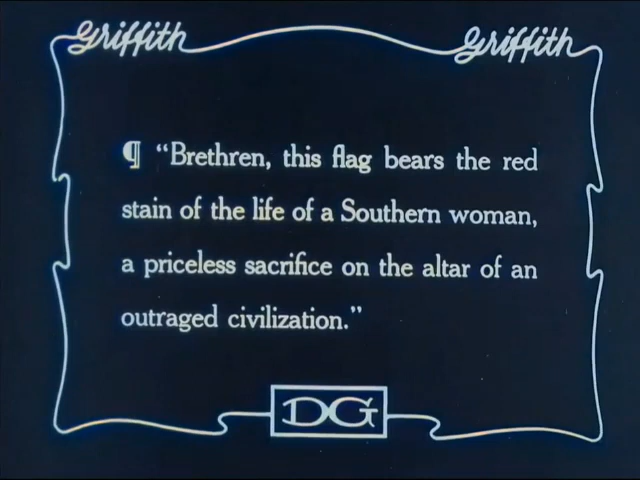 Griffith Griffith
¶ “Brethren, this flag bears the red
stain of the life of a Southern woman,
a priceless sacrifice on the altar of an
outraged civilization.”
DG